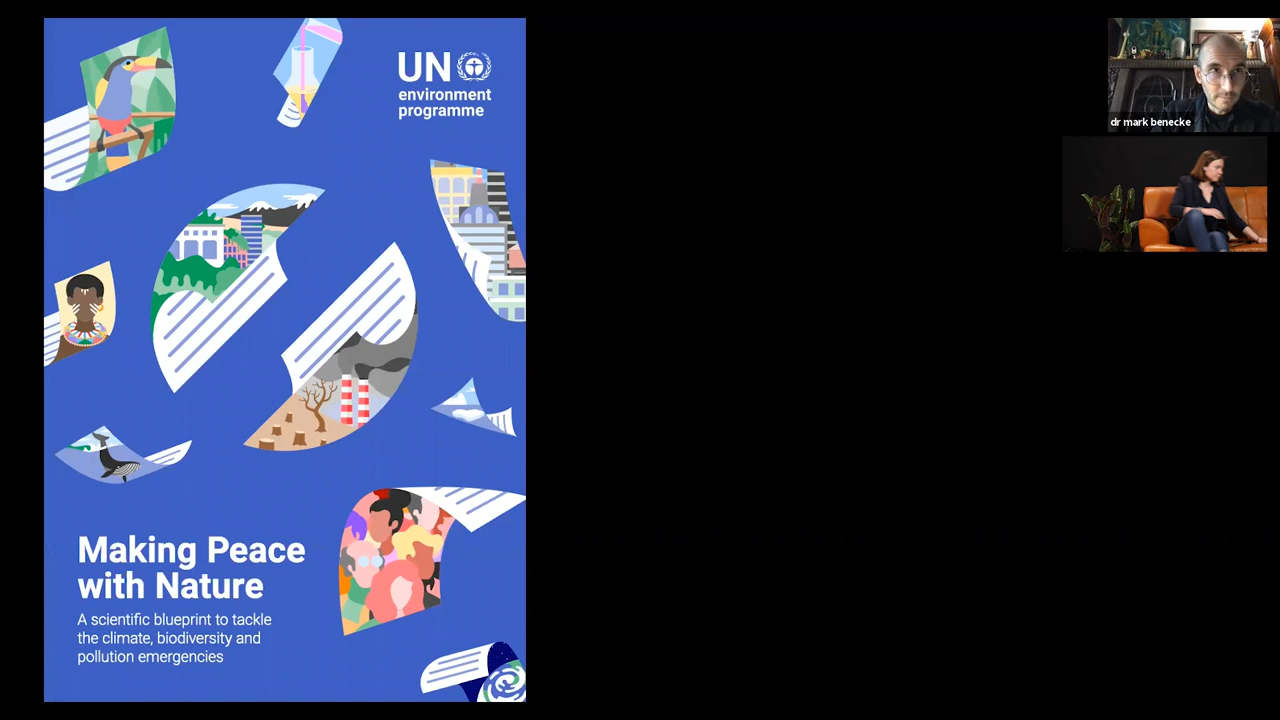 UN
environment
programme
Making Peace
with Nature
A scientific blueprint to tackle
the climate, biodiversity and
pollution emergencies
dr mark benecke